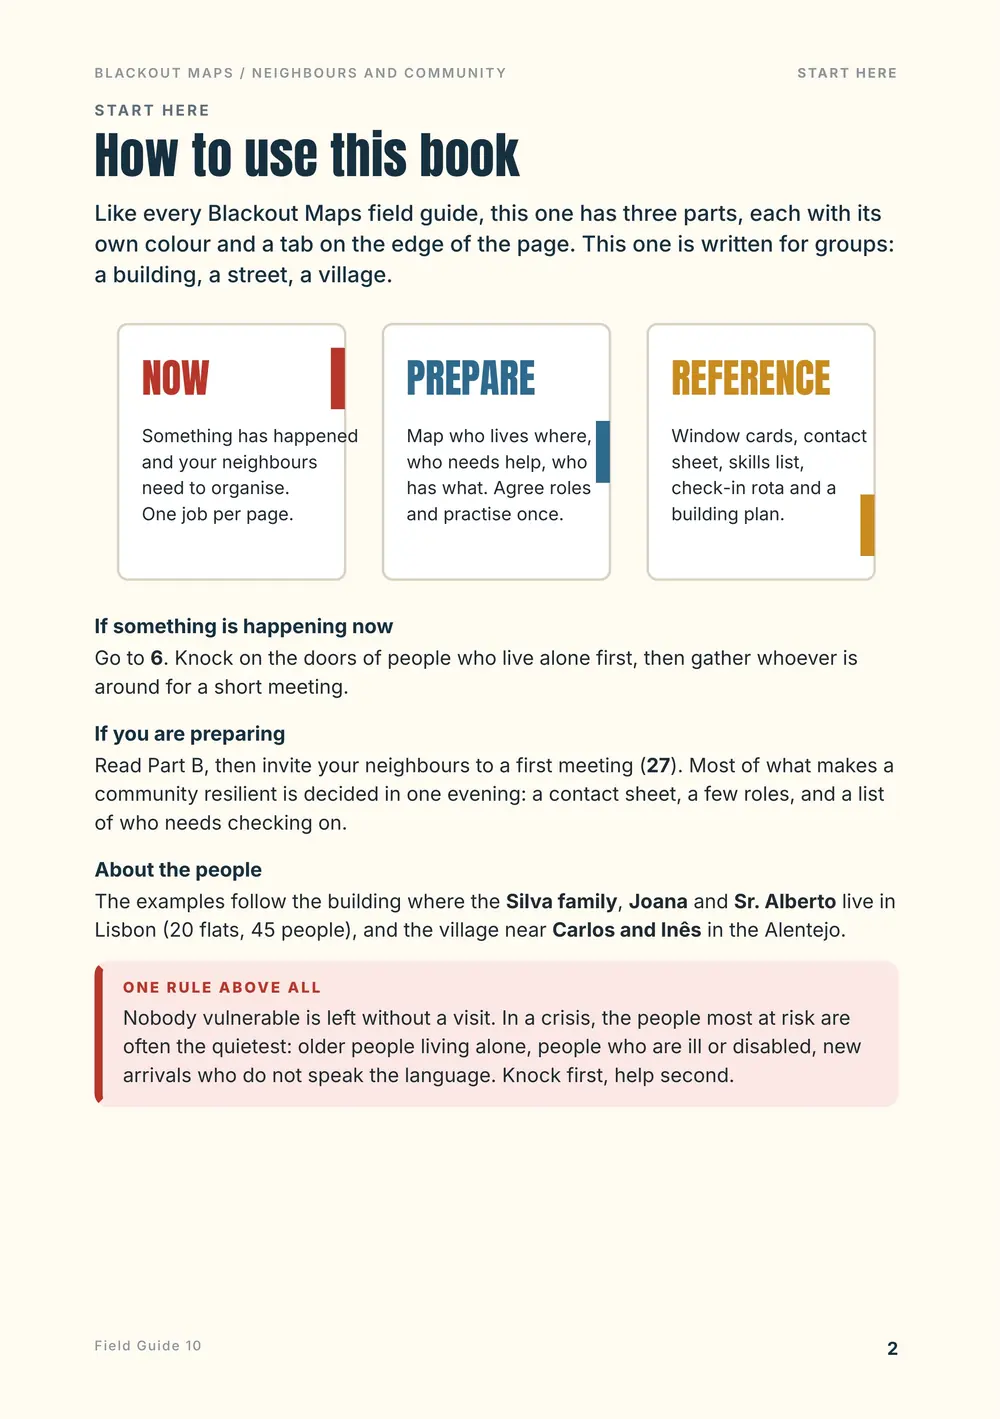 BLACKOUT MAPS / NEIGHBOURS AND COMMUNITY
START HERE
START HERE
How to use this book
Like every Blackout Maps field guide, this one has three parts, each with its
own colour and a tab on the edge of the page. This one is written for groups:
a building, a street, a village.
NOW
Something has happened
and your neighbours
need to organise.
One job per page.
PREPARE
Map who lives where,
who needs help, who
has what. Agree roles
and practise once.
REFERENCE
Window cards, contact
sheet, skills list,
check-in rota and a
building plan.
If something is happening now
Go to 6. Knock on the doors of people who live alone first, then gather whoever is
around for a short meeting.
If you are preparing
Read Part B, then invite your neighbours to a first meeting (27). Most of what makes a
community resilient is decided in one evening: a contact sheet, a few roles, and a list
of who needs checking on.
About the people
The examples follow the building where the Silva family, Joana and Sr. Alberto live in
Lisbon (20 flats, 45 people), and the village near Carlos and Inês in the Alentejo.
ONE RULE ABOVE ALL
Nobody vulnerable is left without a visit. In a crisis, the people most at risk are
often the quietest: older people living alone, people who are ill or disabled, new
arrivals who do not speak the language. Knock first, help second.
Field Guide 10
2